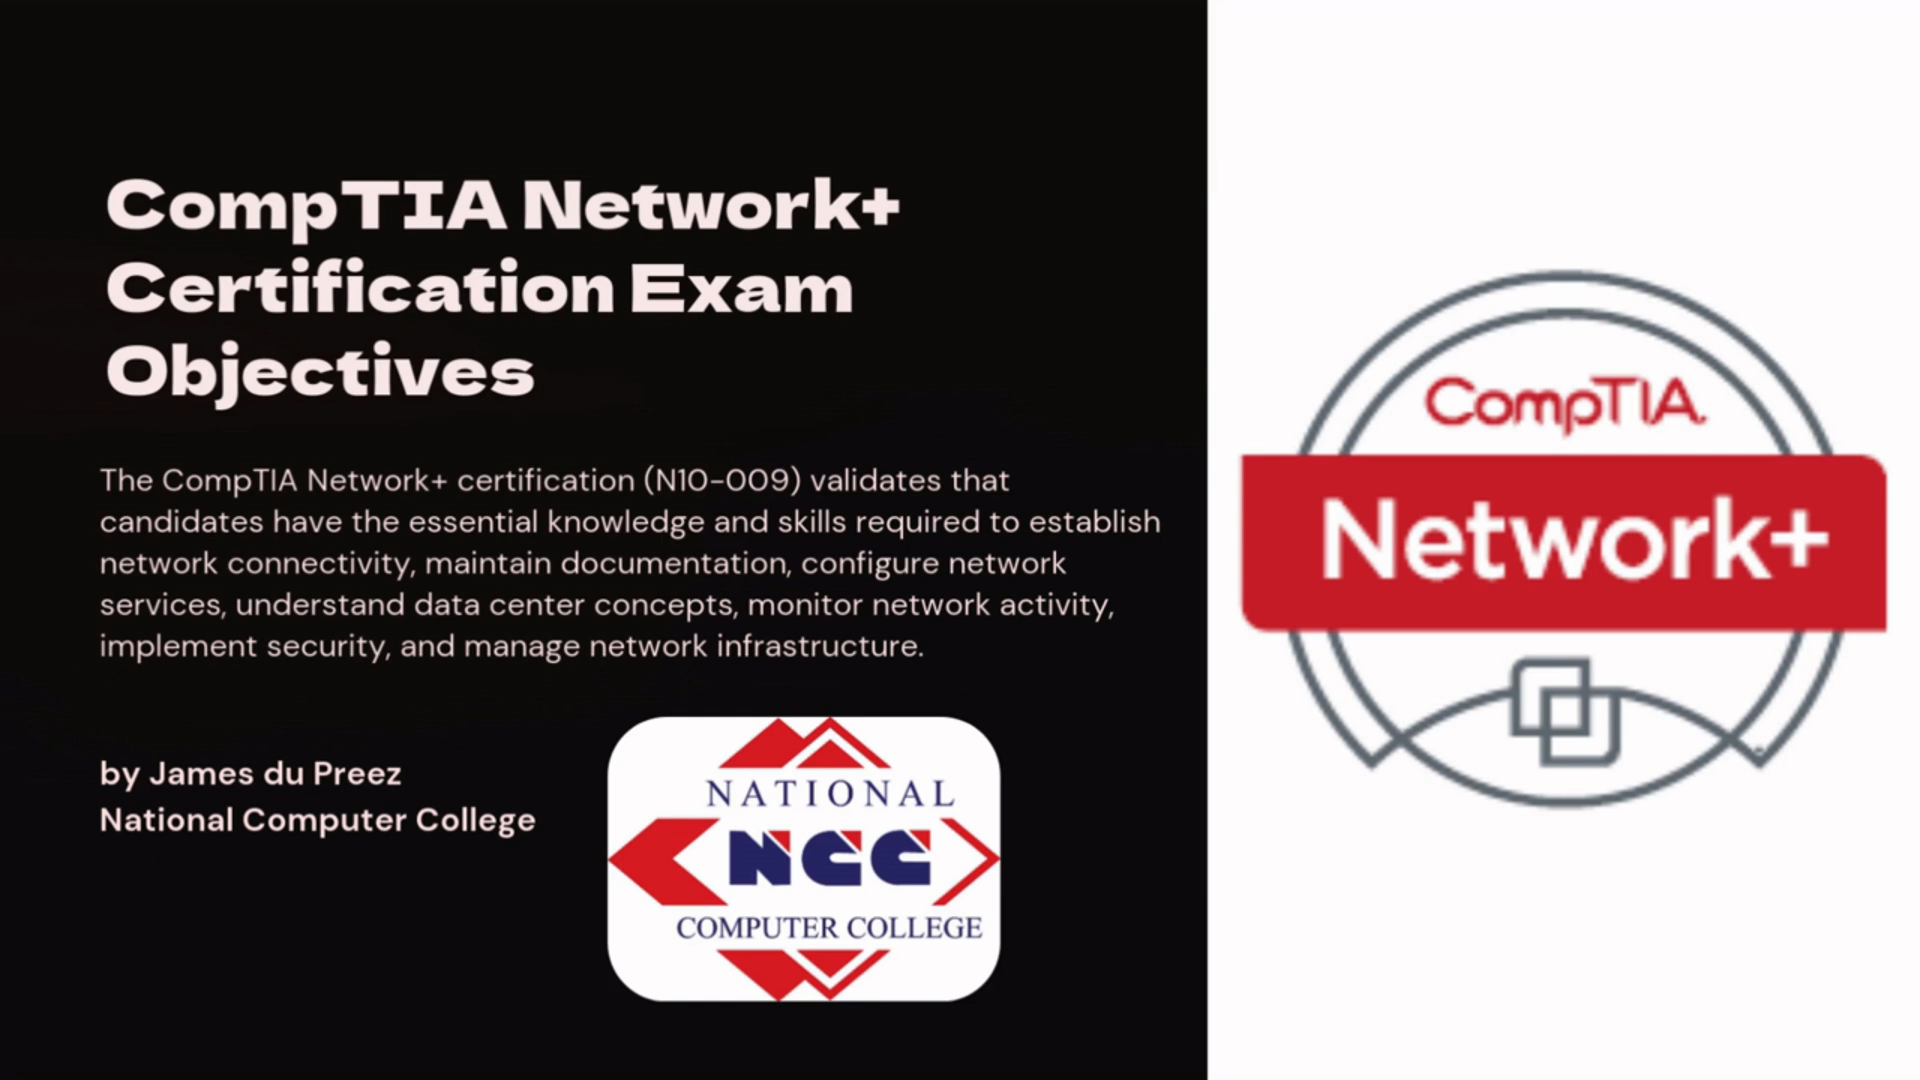 CompTIA Network+
Certification Exam
Objectives
The CompTIA Network+ certification (N10-009) validates that
candidates have the essential knowledge and skills required to establish
network connectivity, maintain documentation, configure network
services, understand data center concepts, monitor network activity,
implement security, and manage network infrastructure.
by James du Preez
National Computer College
NATIONAL
NCC
COMPUTER COLLEGE
CompTIA.
Network+